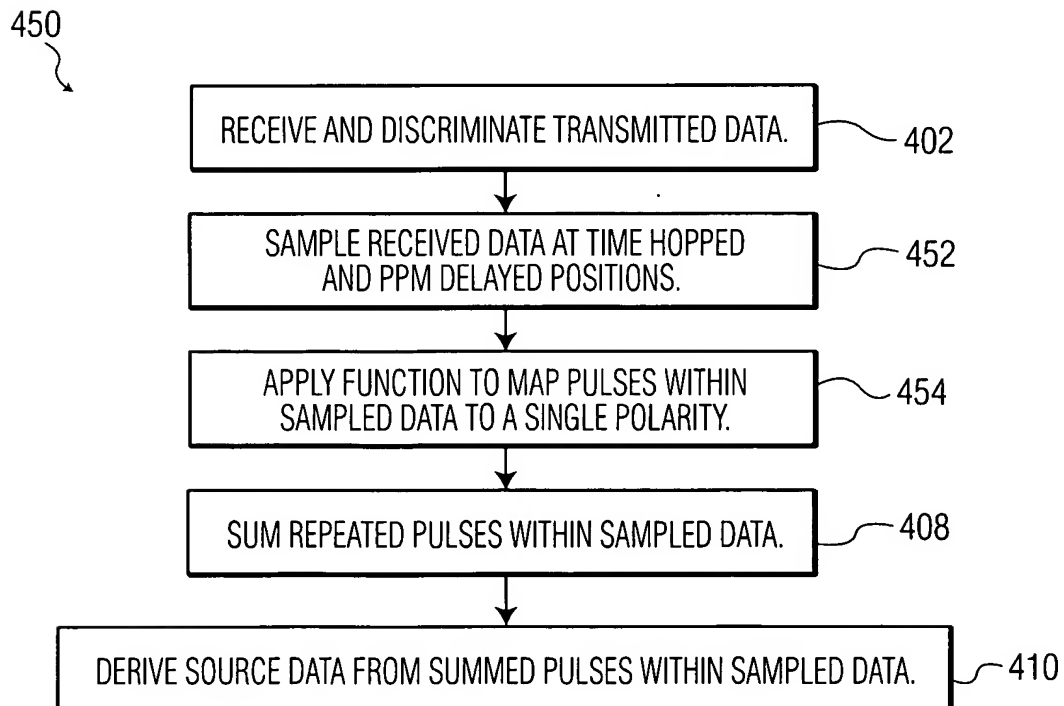 450
RECEIVE AND DISCRIMINATE TRANSMITTED DATA.
402
SAMPLE RECEIVED DATA AT TIME HOPPED
AND PPM DELAYED POSITIONS.
452
APPLY FUNCTION TO MAP PULSES WITHIN
SAMPLED DATA TO A SINGLE POLARITY.
454
SUM REPEATED PULSES WITHIN SAMPLED DATA.
408
DERIVE SOURCE DATA FROM SUMMED PULSES WITHIN SAMPLED DATA.
410